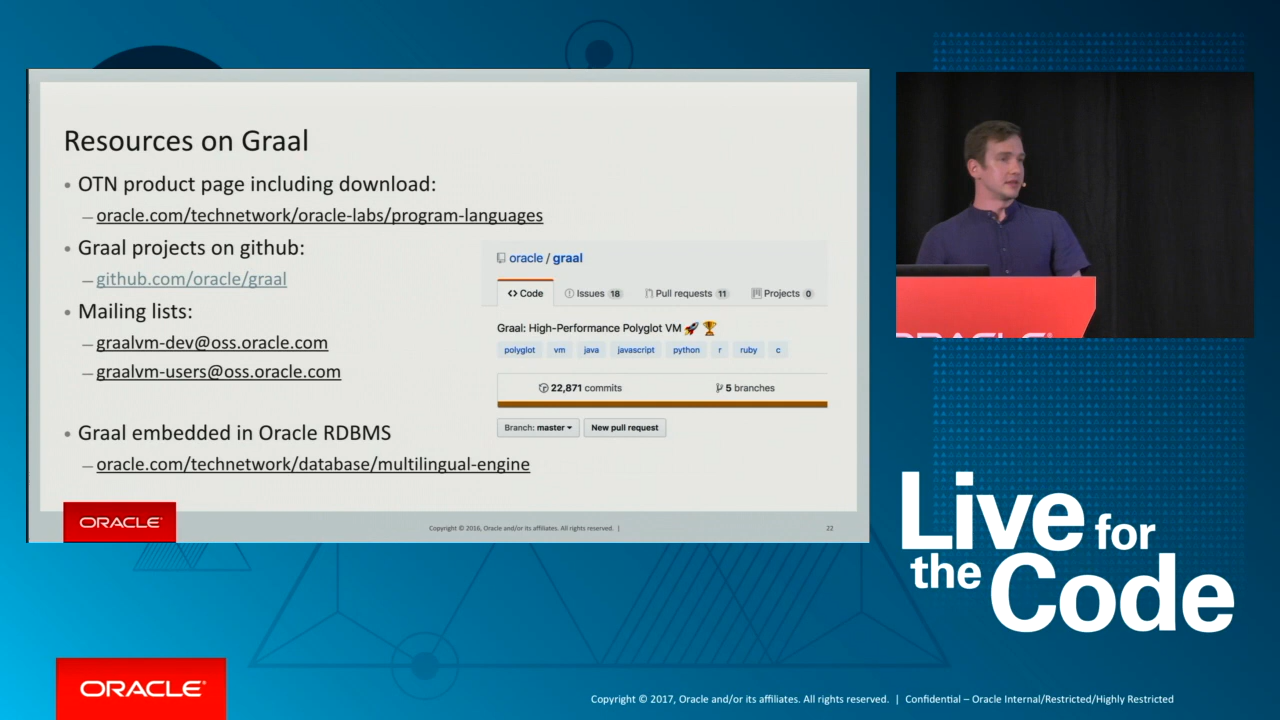 Resources on Graal
• OTN product page including download:
– oracle.com/technetwork/oracle-labs/program-languages
• Graal projects on github:
– github.com/oracle/graal
• Mailing lists:
– graalvm-dev@oss.oracle.com
– graalvm-users@oss.oracle.com
• Graal embedded in Oracle RDBMS
– oracle.com/technetwork/database/multilingual-engine
oracle / graal
<> Code Issues 18 Pull requests 11 Projects 0
Graal: High-Performance Polyglot VM 🚀 🏆
polyglot vm java javascript python r ruby c
22,871 commits 5 branches
Branch: master New pull request
ORACLE®
Copyright © 2016, Oracle and/or its affiliates. All rights reserved. |
22
ORACLE
Live for
the Code
ORACLE®
Copyright © 2017, Oracle and/or its affiliates. All rights reserved. | Confidential – Oracle Internal/Restricted/Highly Restricted